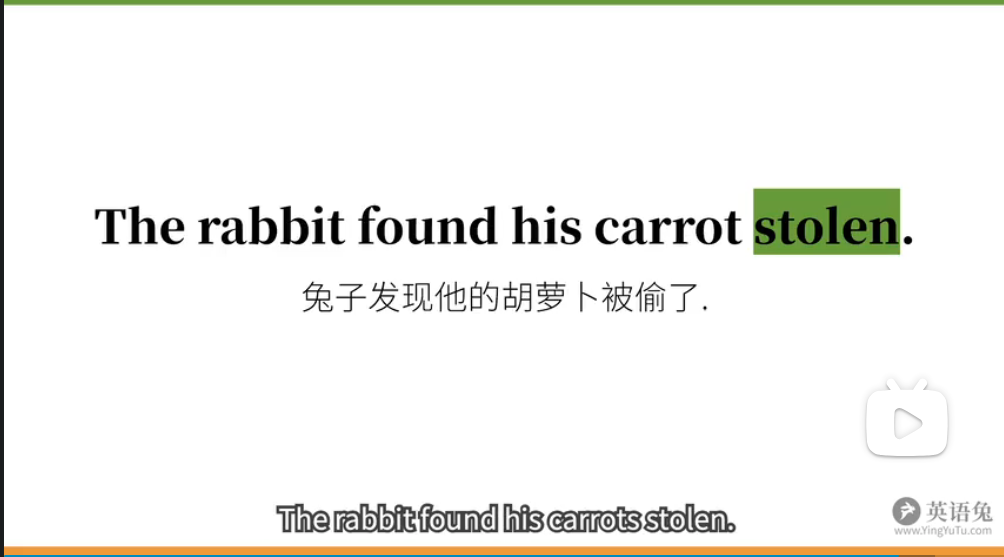 The rabbit found his carrot stolen.
兔子发现他的胡萝卜被偷了.
The rabbit found his carrots stolen.
英语兔
www.YingYuTu.com